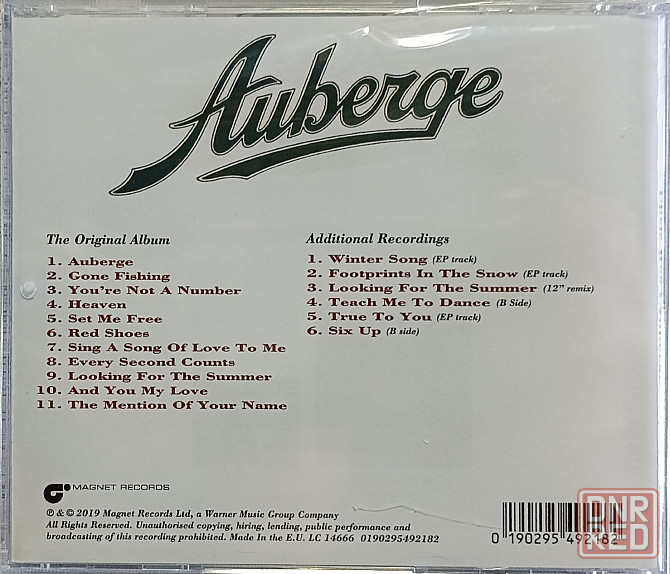 Auberge
The Original Album
1. Auberge
2. Gone Fishing
3. You're Not A Number
4. Heaven
5. Set Me Free
6. Red Shoes
7. Sing A Song Of Love To Me
8. Every Second Counts
9. Looking For The Summer
10. And You My Love
11. The Mention Of Your Name
Additional Recordings
1. Winter Song (EP track)
2. Footprints In The Snow (EP track)
3. Looking For The Summer (12" remix)
4. Teach Me To Dance (B Side)
5. True To You (EP track)
6. Six Up (B side)
MAGNET RECORDS
℗ & © 2019 Magnet Records Ltd, a Warner Music Group Company
All Rights Reserved. Unauthorised copying, hiring, lending, public performance and
broadcasting of this recording prohibited. Made In the E.U. LC 14666 0190295492182
0 190295 492182
DNR
RED